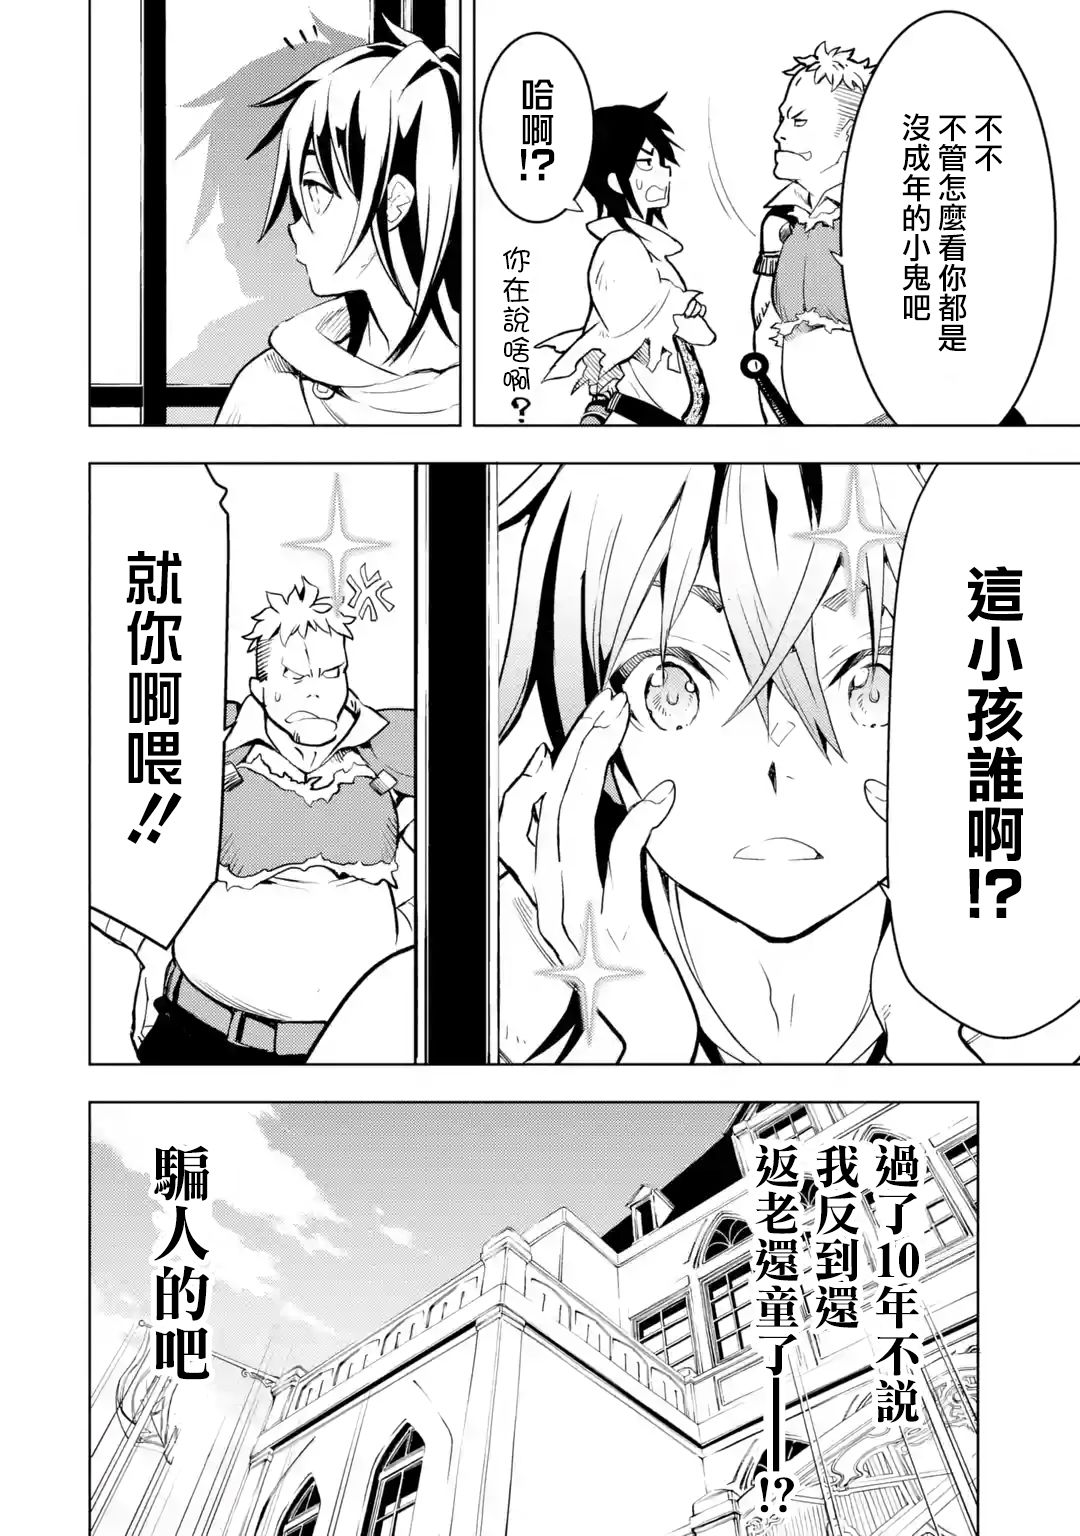 不不
不管怎麼看你都是
沒成年的小鬼吧
哈啊!?
你在說啥啊?
這小孩誰啊!?
就你啊喂!!
過了10年不說
我反到還
返老還童了——!?
騙人的吧